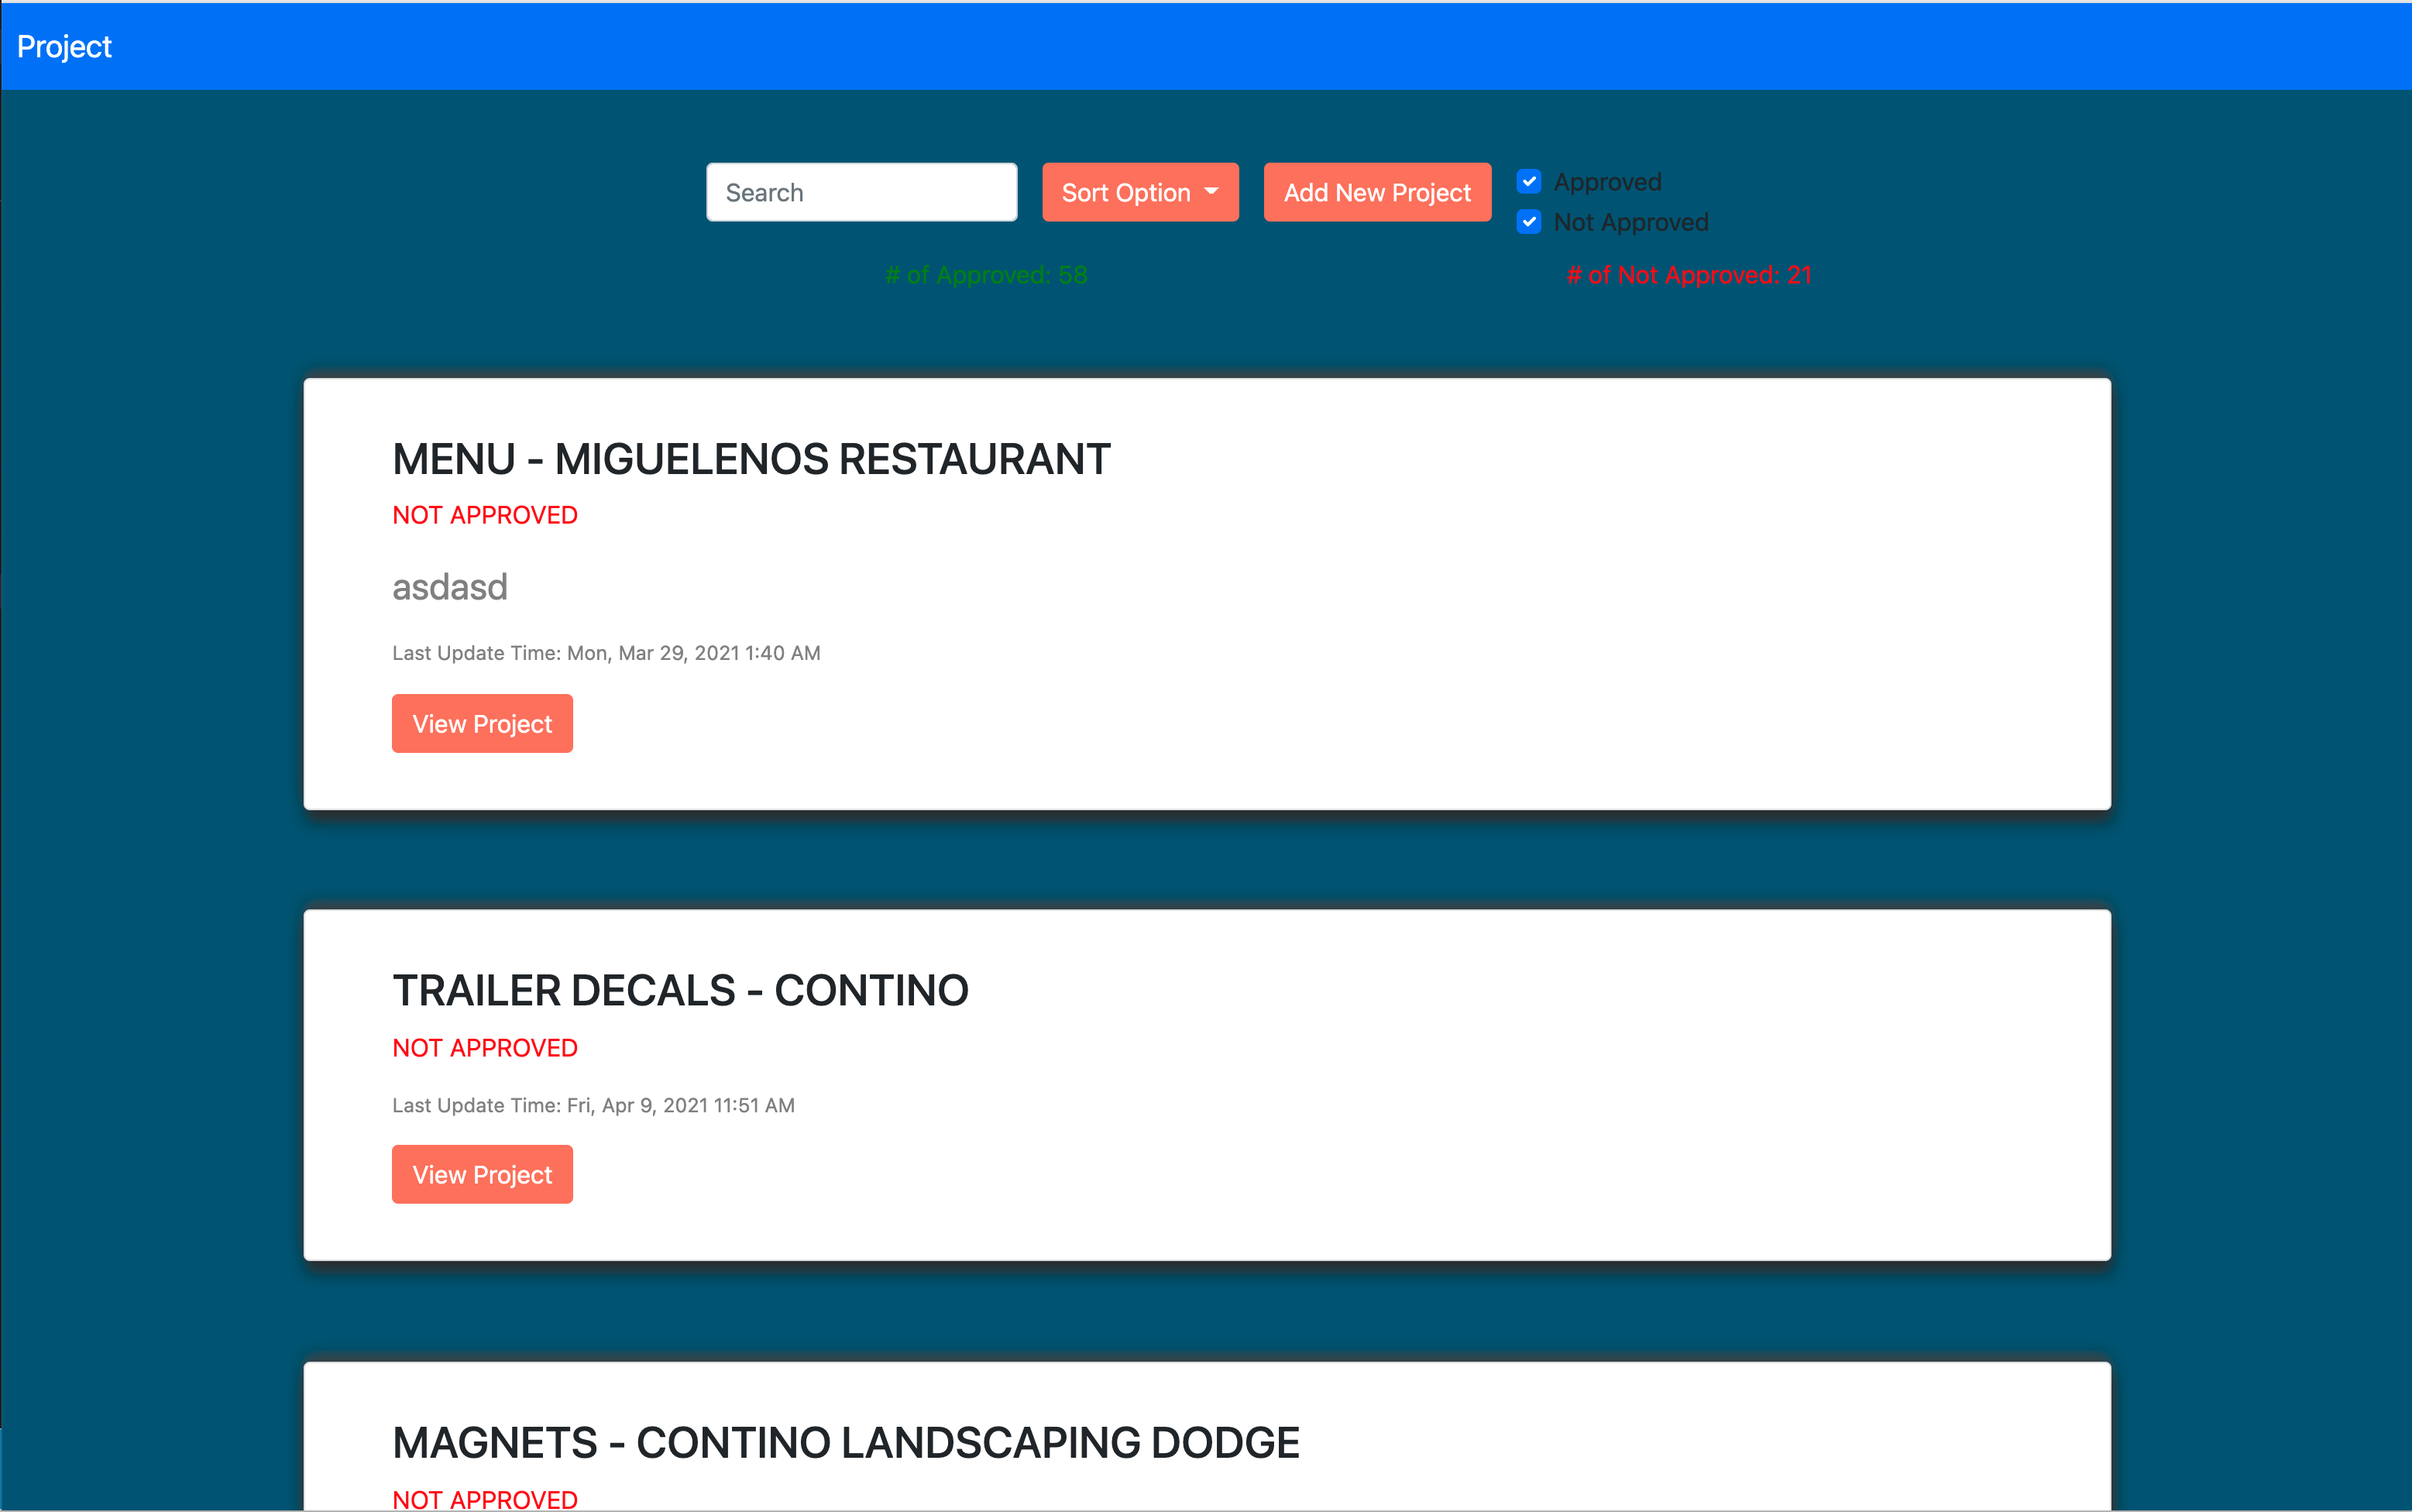 Project
Search
Sort Option
Add New Project
Approved
Not Approved
# of Approved: 58
# of Not Approved: 21
MENU - MIGUELENOS RESTAURANT
NOT APPROVED
asdasd
Last Update Time: Mon, Mar 29, 2021 1:40 AM
View Project
TRAILER DECALS - CONTINO
NOT APPROVED
Last Update Time: Fri, Apr 9, 2021 11:51 AM
View Project
MAGNETS - CONTINO LANDSCAPING DODGE
NOT APPROVED